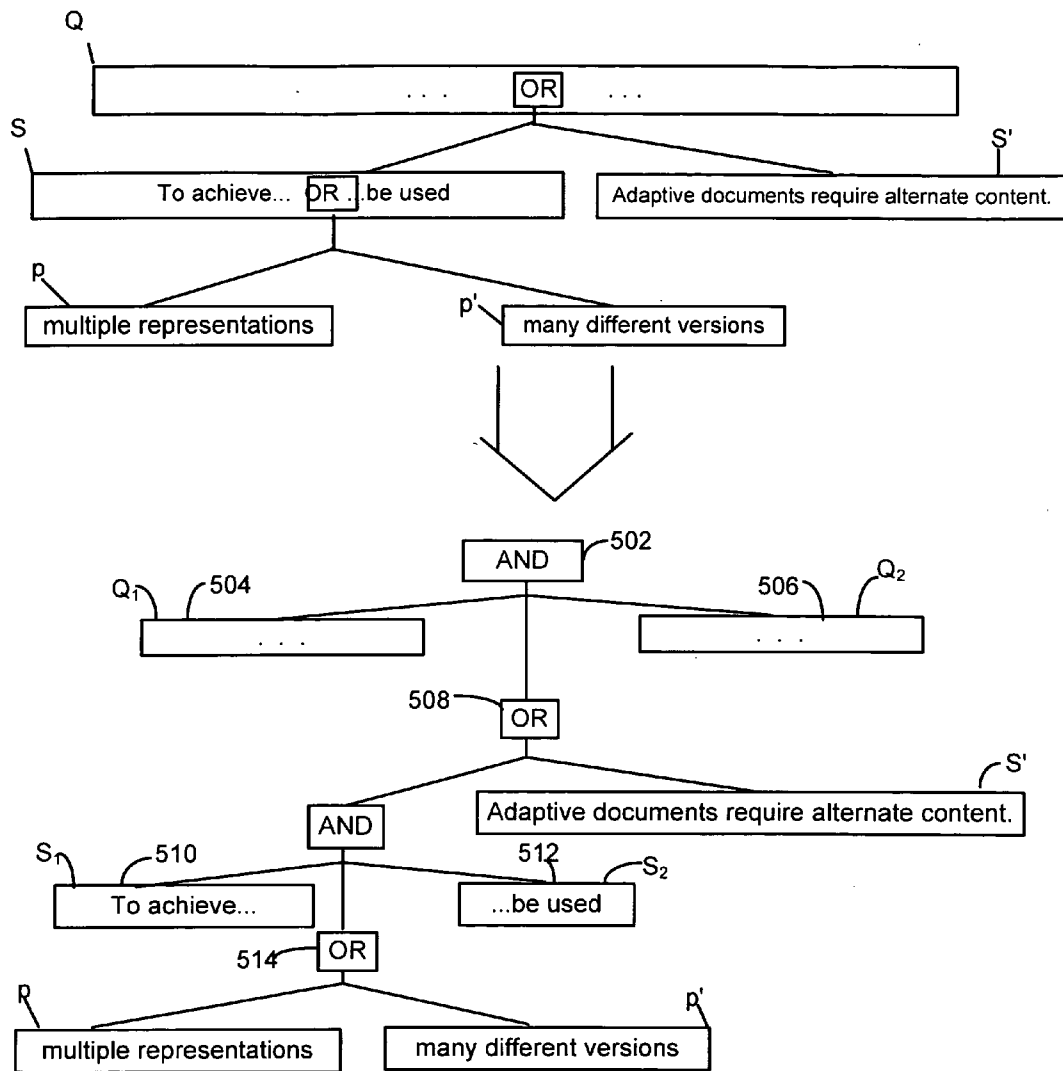 Q
. . . OR . . .
S
S'
To achieve... OR ...be used
Adaptive documents require alternate content.
p
p'
multiple representations
many different versions
AND
502
Q1
504
506
Q2
. . .
. . .
508
OR
S'
AND
Adaptive documents require alternate content.
S1
510
512
S2
To achieve...
...be used
514
OR
p
p'
multiple representations
many different versions